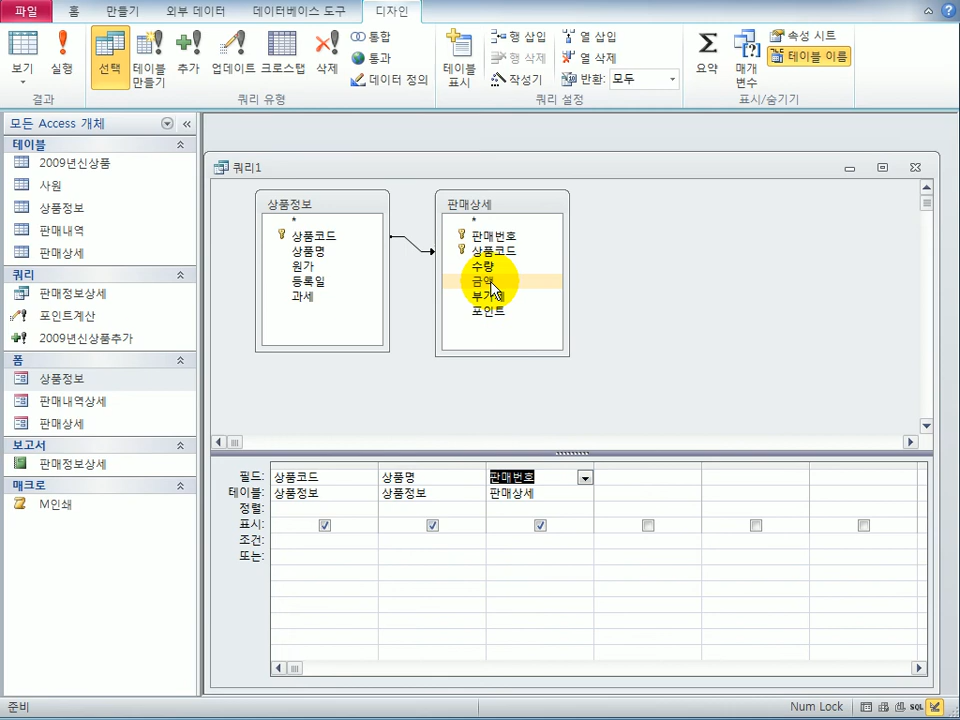 파일 홈 만들기 외부 데이터 데이터베이스 도구 디자인
보기 실행 선택 테이블 만들기 추가 업데이트 크로스탭 삭제
통합
통과
데이터 정의
테이블 표시
행 삽입
행 삭제
작성기
열 삽입
열 삭제
반환: 모두
요약
매개 변수
속성 시트
테이블 이름
결과 쿼리 유형 쿼리 설정 표시/숨기기
모든 Access 개체
테이블
2009년신상품
사원
상품정보
판매내역
판매상세
쿼리
판매정보상세
포인트계산
2009년신상품추가
폼
상품정보
판매내역상세
판매상세
보고서
판매정보상세
매크로
M인쇄
쿼리1
상품정보
*
상품코드
상품명
원가
등록일
과세
판매상세
*
판매번호
상품코드
수량
금액
부가세
포인트
필드: 상품코드 상품명 판매번호
테이블: 상품정보 상품정보 판매상세
정렬:
표시:
조건:
또는:
준비 Num Lock SQL